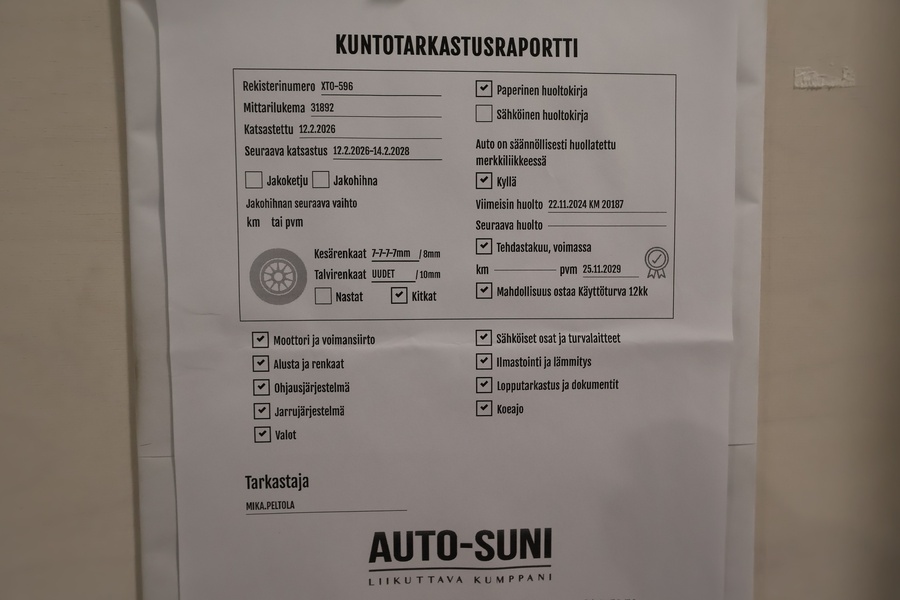 KUNTOTARKASTUSRAPORTTI
Rekisterinumero XTO-596
Mittarilukema 31892
Katsastettu 12.2.2026
Seuraava katsastus 12.2.2026-14.2.2028
Jakoketju Jakohihna
Jakohihnan seuraava vaihto
km tai pvm
Kesärenkaat 7-7-7-7mm / 8mm
Talvirenkaat UUDET / 10mm
Nastat Kitkat
Paperinen huoltokirja
Sähköinen huoltokirja
Auto on säännöllisesti huollatettu
merkkiliikkeessä
Kyllä
Viimeisin huolto 22.11.2024 KM 20187
Seuraava huolto
Tehdastakuu, voimassa
km pvm 25.11.2029
Mahdollisuus ostaa Käyttöturva 12kk
Moottori ja voimansiirto
Alusta ja renkaat
Ohjausjärjestelmä
Jarrujärjestelmä
Valot
Sähköiset osat ja turvalaitteet
Ilmastointi ja lämmitys
Lopputarkastus ja dokumentit
Koeajo
Tarkastaja
MIKA.PELTOLA
AUTO-SUNI
LIIKUTTAVA KUMPPANI